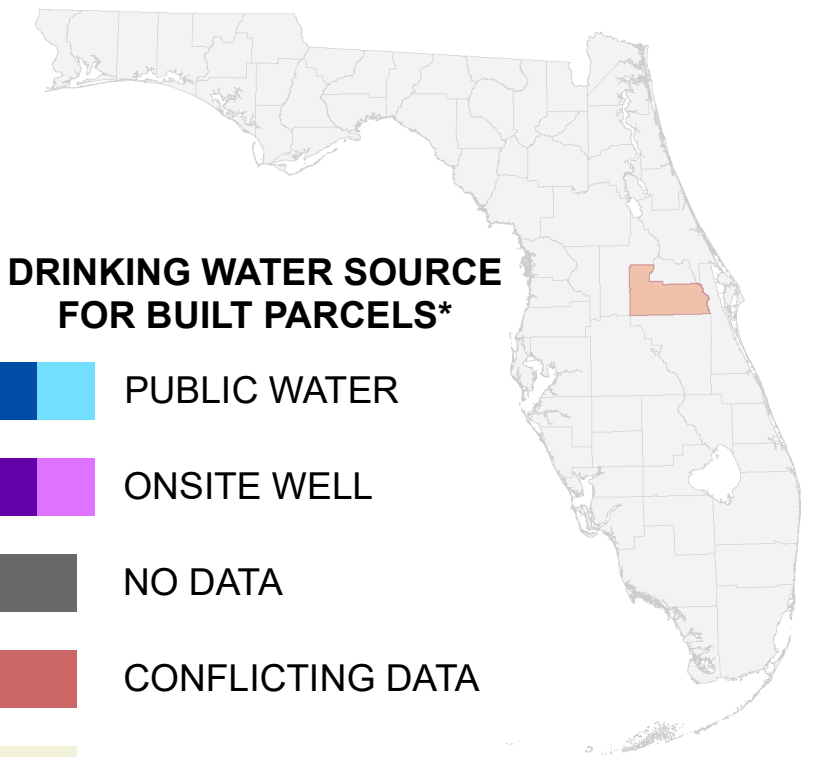 DRINKING WATER SOURCE
FOR BUILT PARCELS*
PUBLIC WATER
ONSITE WELL
NO DATA
CONFLICTING DATA